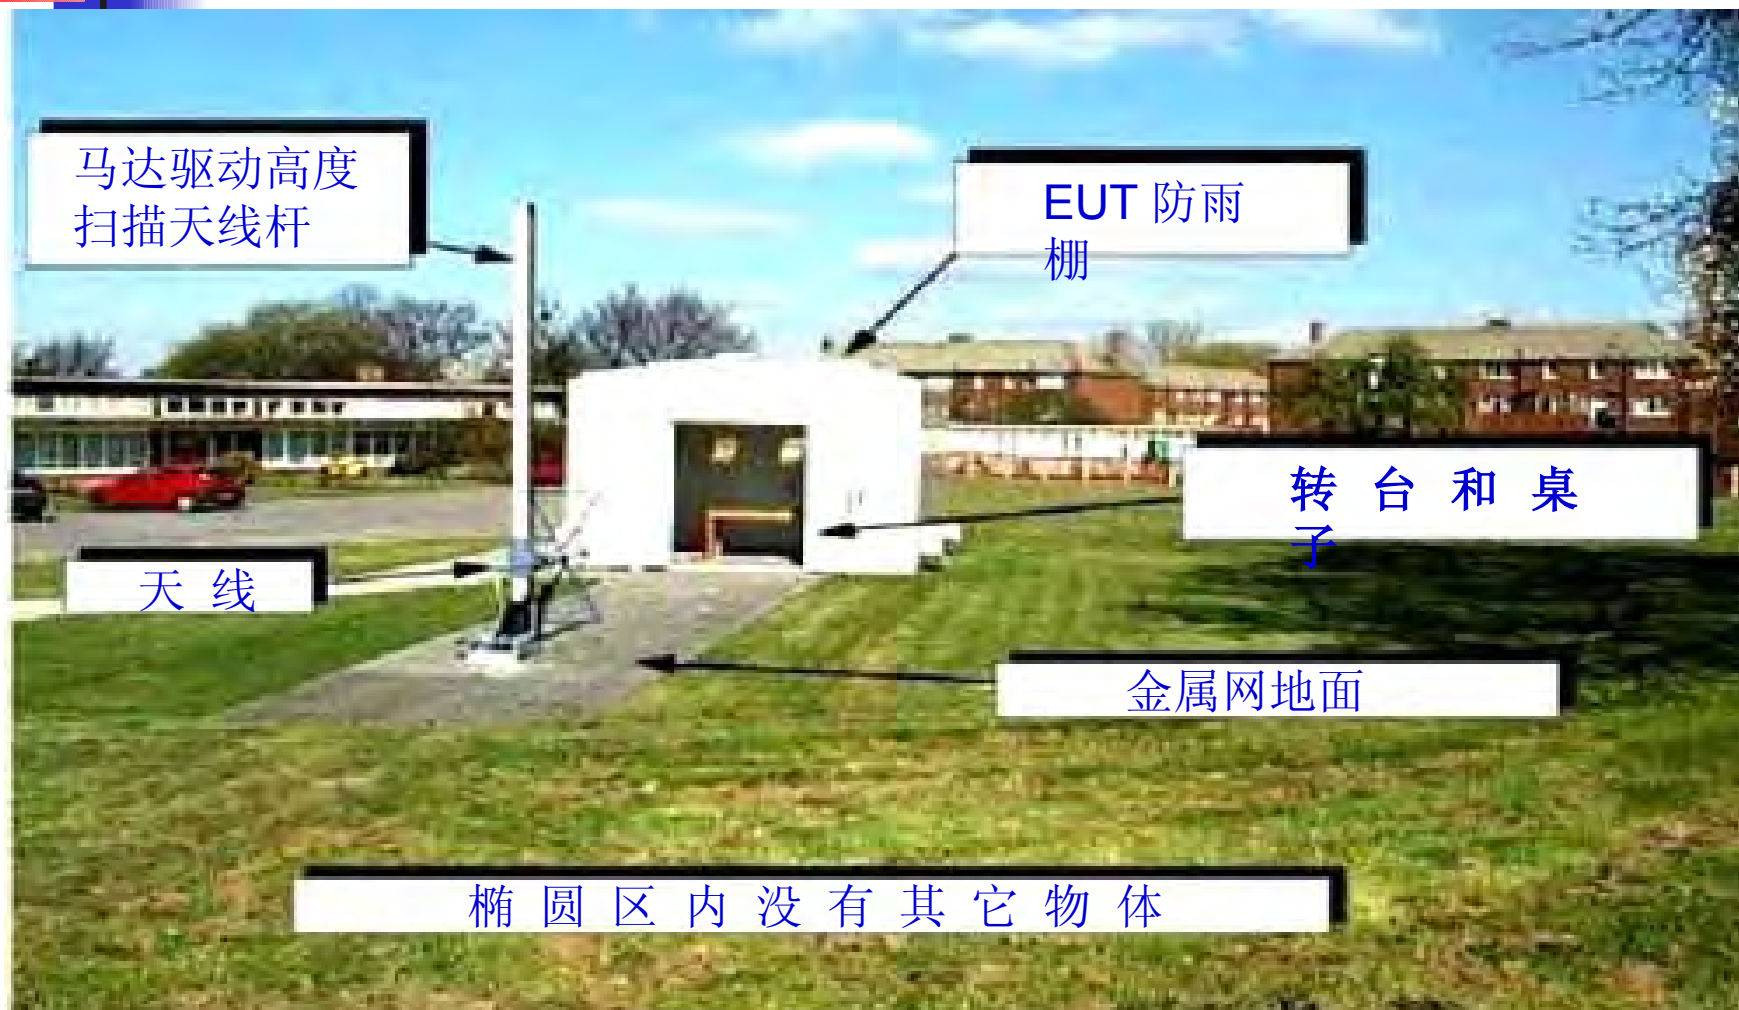 马达驱动高度
扫描天线杆
EUT 防雨
棚
转 台 和 桌
子
天 线
金属网地面
椭 圆 区 内 没 有 其 它 物 体